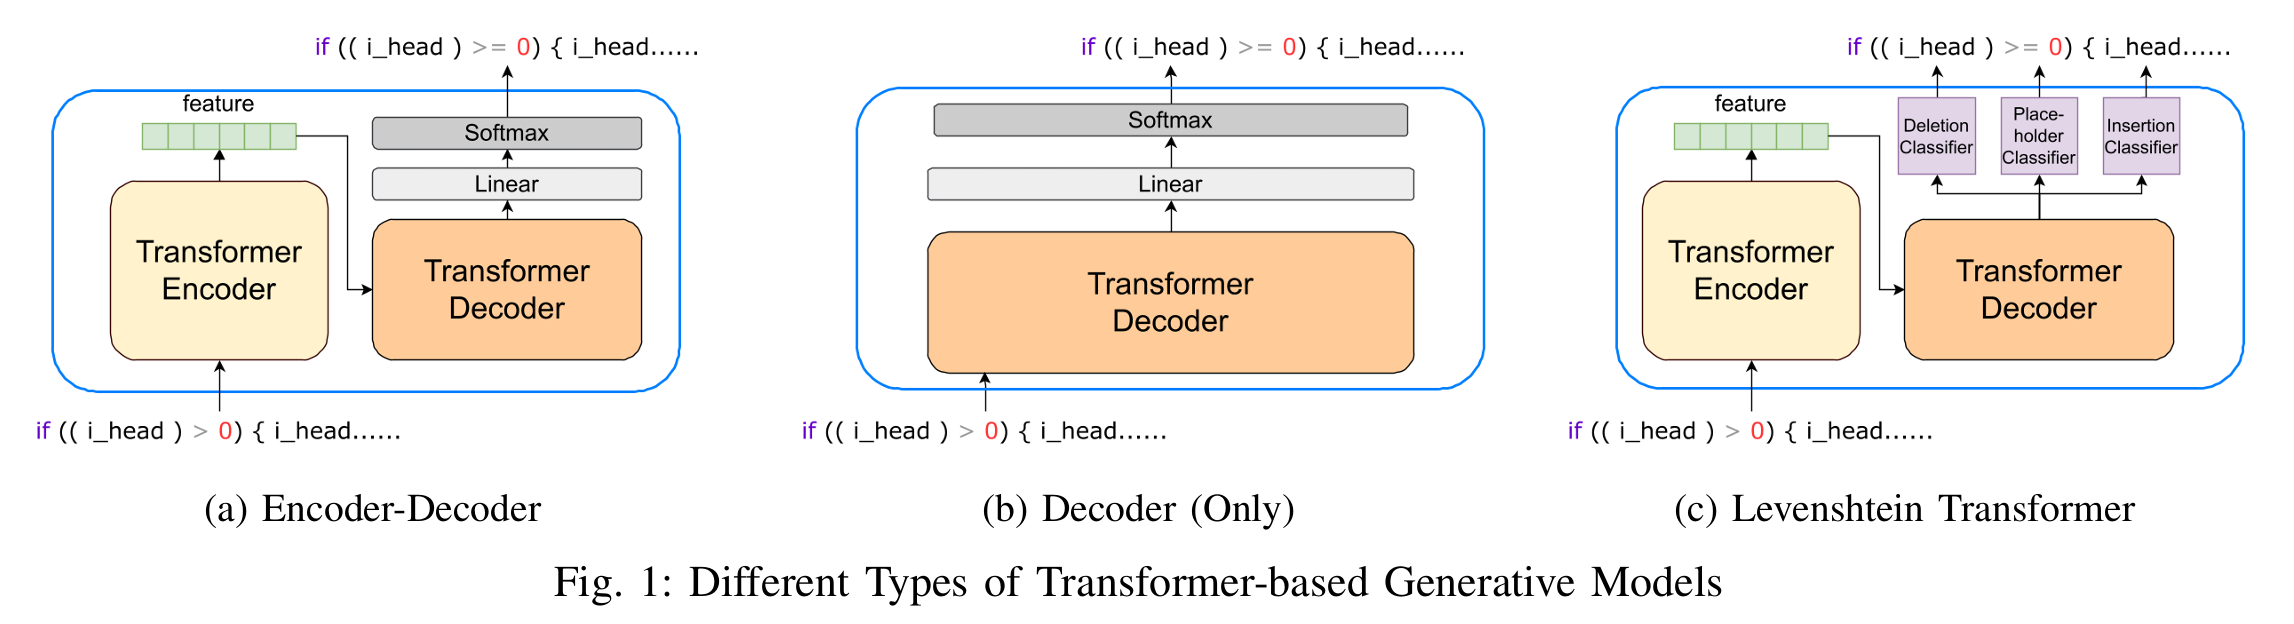 if (( i_head ) >= 0) { i_head......
feature
Softmax
Linear
Transformer
Encoder
Transformer
Decoder
if (( i_head ) > 0) { i_head......
(a) Encoder-Decoder
if (( i_head ) >= 0) { i_head......
Softmax
Linear
Transformer
Decoder
if (( i_head ) > 0) { i_head......
(b) Decoder (Only)
if (( i_head ) >= 0) { i_head......
feature
Deletion
Classifier
Place-
holder
Classifier
Insertion
Classifier
Transformer
Encoder
Transformer
Decoder
if (( i_head ) > 0) { i_head......
(c) Levenshtein Transformer
Fig. 1: Different Types of Transformer-based Generative Models